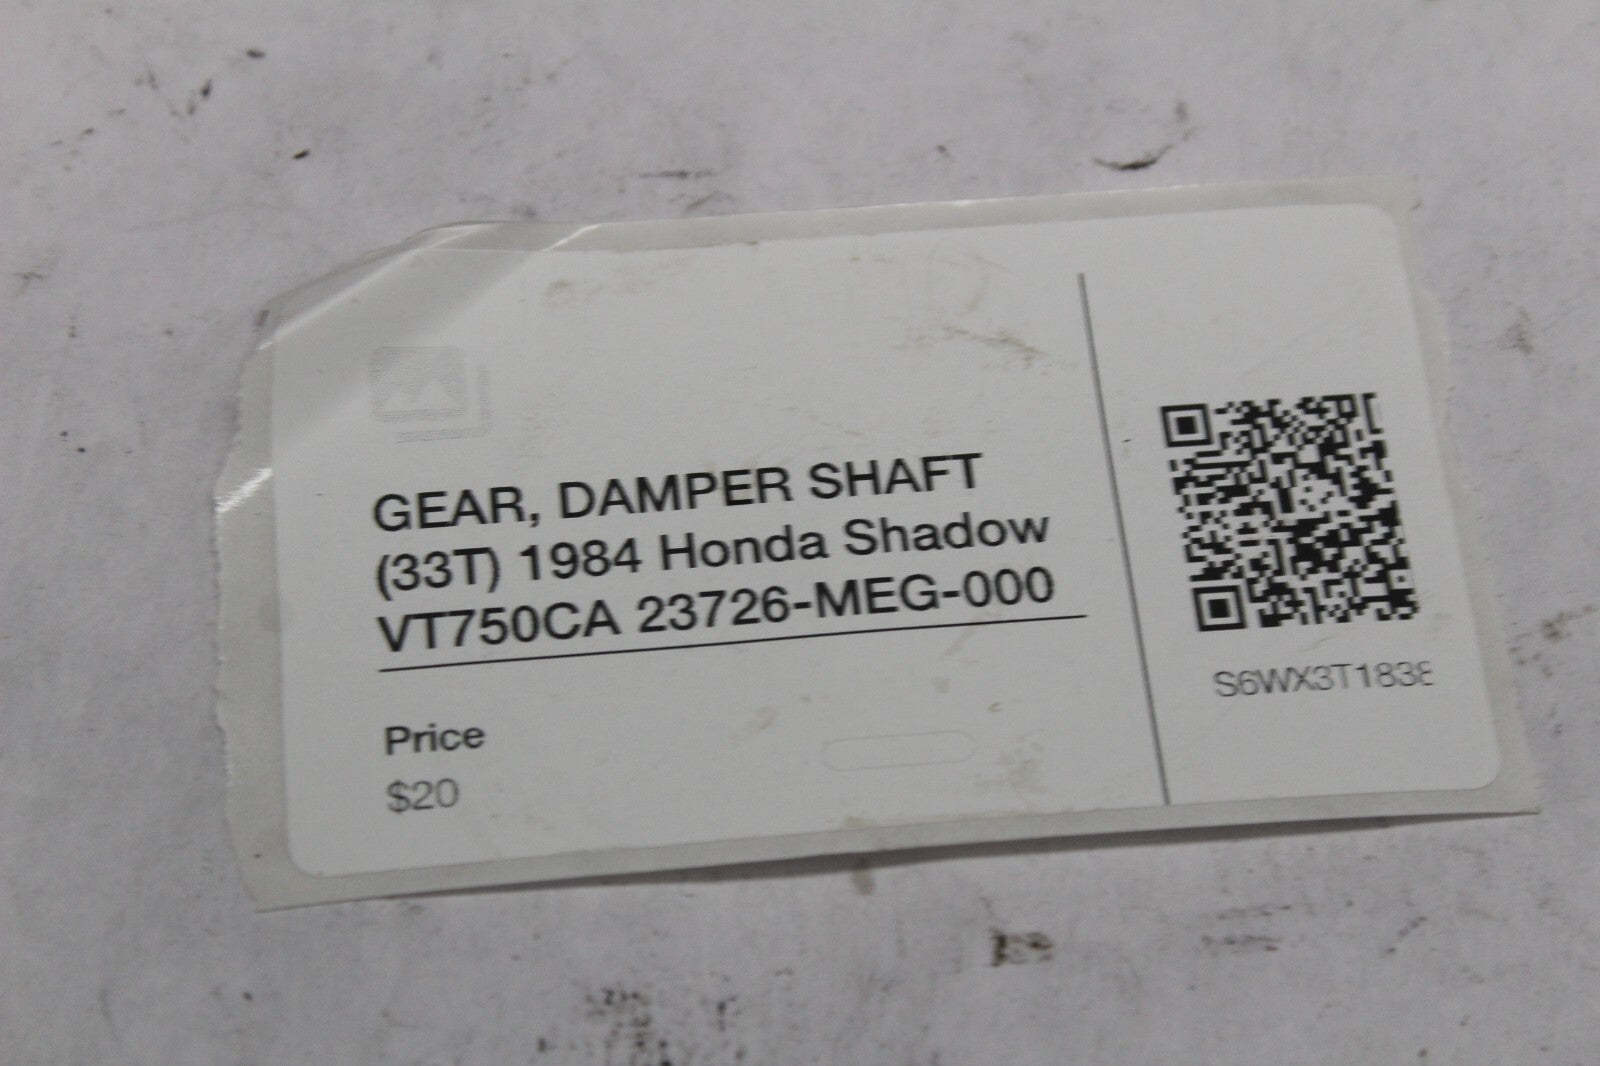 GEAR, DAMPER SHAFT
(33T) 1984 Honda Shadow
VT750CA 23726-MEG-000
Price
$20
S6WX3T1838